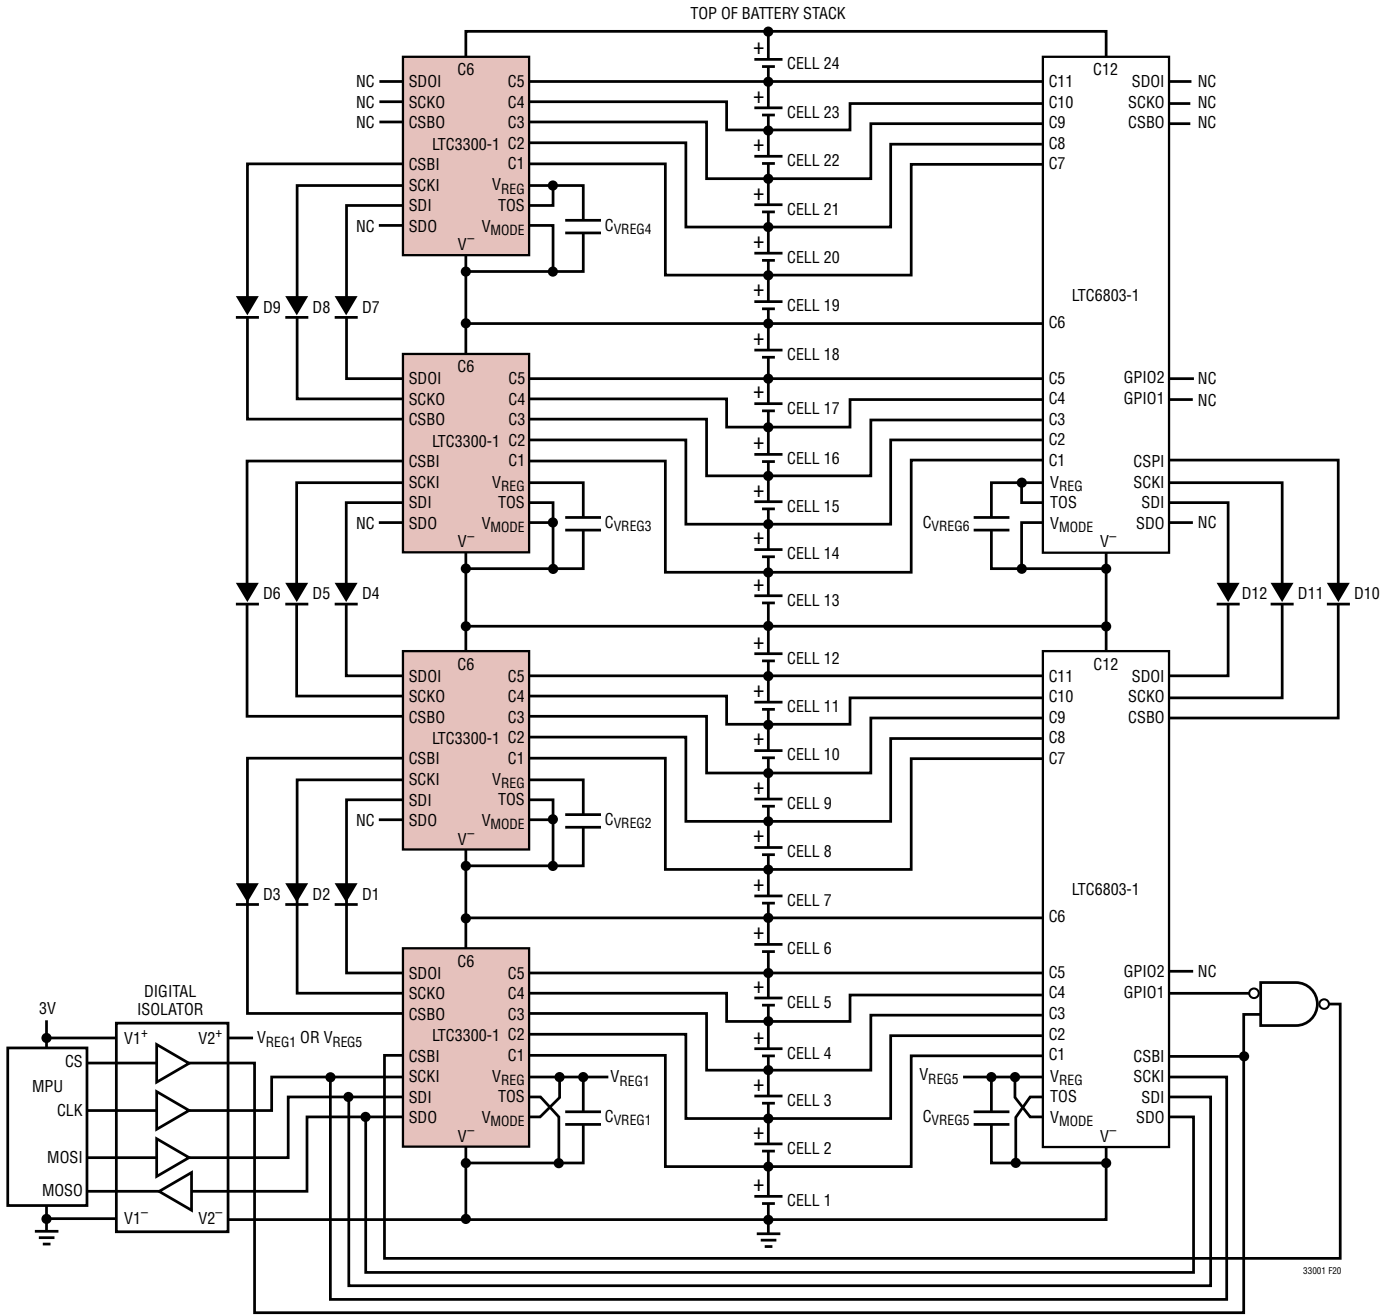 TOP OF BATTERY STACK
C6
NC SDOI C5
NC SCKO C4
NC CSBO C3
LTC3300-1 C2
CSBI C1
SCKI VREG
SDI TOS
NC SDO VMODE
V–
CVREG4
D9 D8 D7
C6
SDOI C5
SCKO C4
CSBO C3
LTC3300-1 C2
CSBI C1
SCKI VREG
SDI TOS
NC SDO VMODE
V–
CVREG3
D6 D5 D4
C6
SDOI C5
SCKO C4
CSBO C3
LTC3300-1 C2
CSBI C1
SCKI VREG
SDI TOS
NC SDO VMODE
V–
CVREG2
D3 D2 D1
C6
SDOI C5
SCKO C4
CSBO C3
LTC3300-1 C2
CSBI C1
SCKI VREG
SDI TOS
SDO VMODE
V–
VREG1
CVREG1
+ CELL 24
+ CELL 23
+ CELL 22
+ CELL 21
+ CELL 20
+ CELL 19
+ CELL 18
+ CELL 17
+ CELL 16
+ CELL 15
+ CELL 14
+ CELL 13
+ CELL 12
+ CELL 11
+ CELL 10
+ CELL 9
+ CELL 8
+ CELL 7
+ CELL 6
+ CELL 5
+ CELL 4
+ CELL 3
+ CELL 2
+ CELL 1
C12
C11 SDOI NC
C10 SCKO NC
C9 CSBO NC
C8
C7
LTC6803-1
C6
C5 GPIO2 NC
C4 GPIO1 NC
C3
C2
C1 CSPI
VREG SCKI
TOS SDI
VMODE SDO NC
V–
CVREG6
D12 D11 D10
C12
C11 SDOI
C10 SCKO
C9 CSBO
C8
C7
LTC6803-1
C6
C5 GPIO2 NC
C4 GPIO1
C3
C2
C1 CSBI
VREG5 VREG SCKI
TOS SDI
VMODE SDO
V–
CVREG5
3V
DIGITAL
ISOLATOR
V1+ V2+ VREG1 OR VREG5
CS
MPU
CLK
MOSI
MOSO
V1– V2–
33001 F20